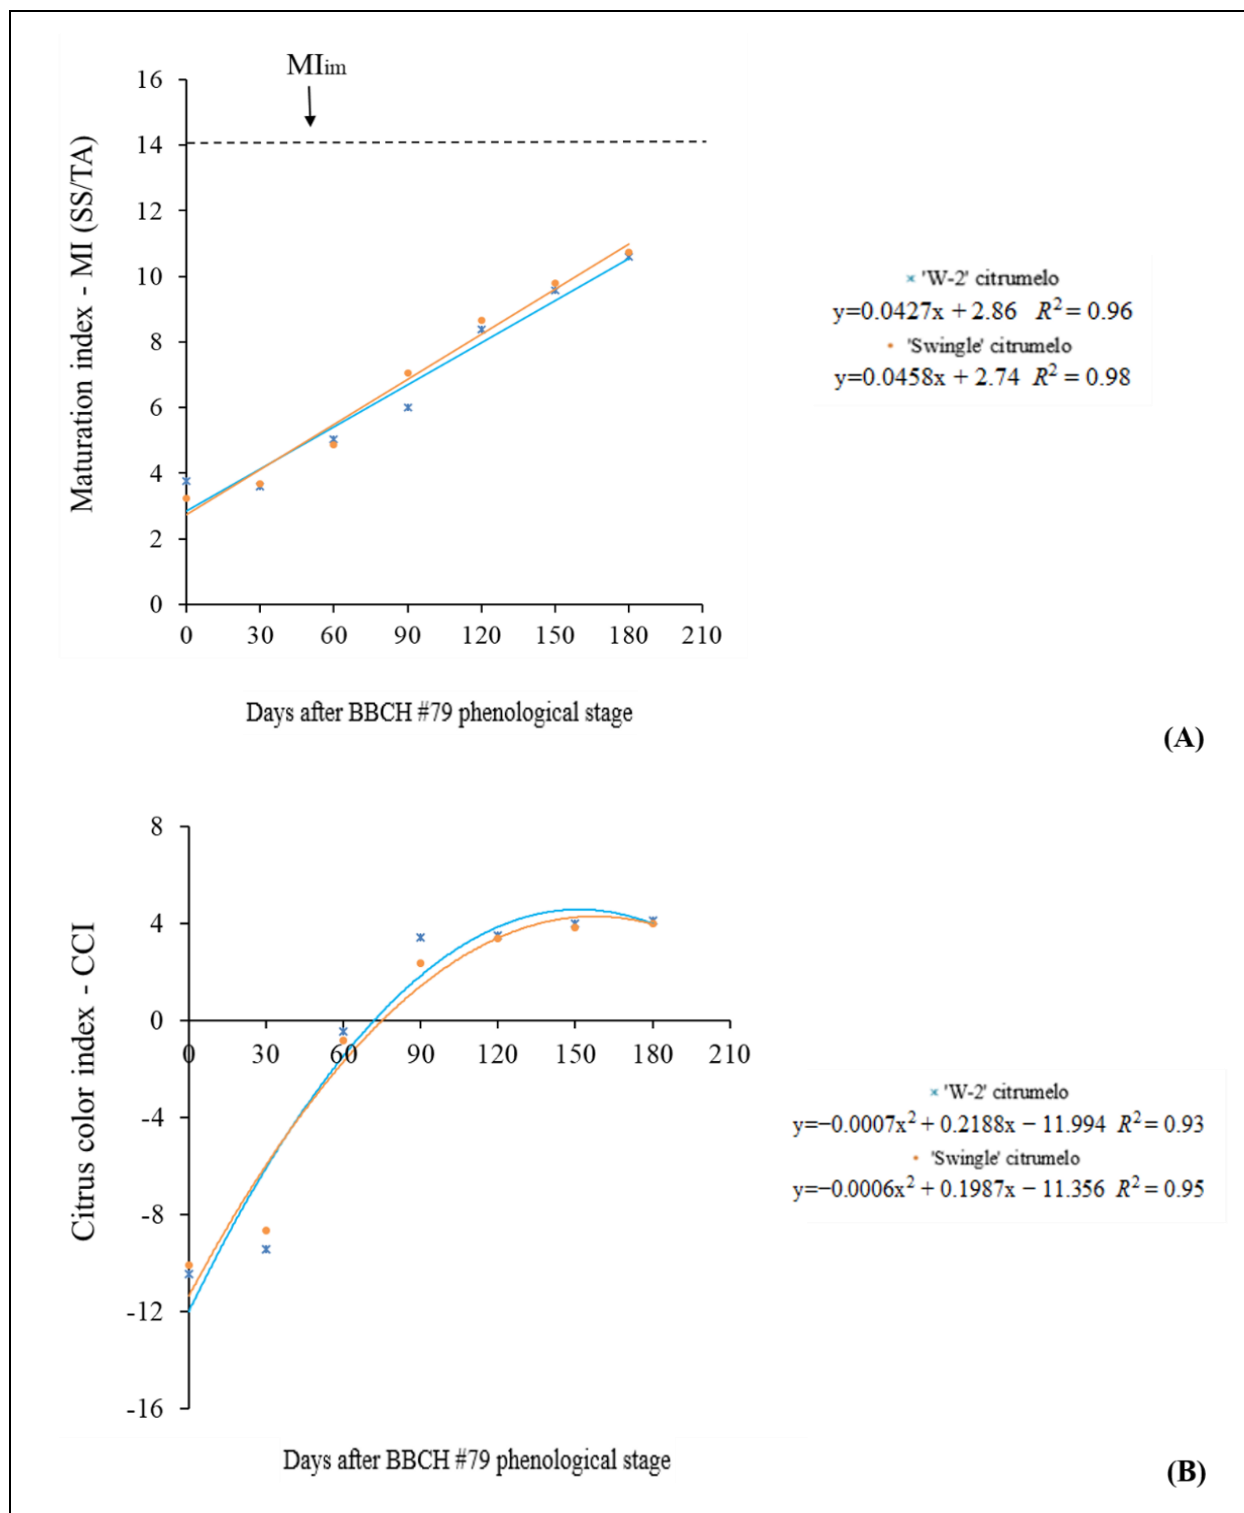 MIim
16
14
12
10
8
6
4
2
0
Maturation index - MI (SS/TA)
0 30 60 90 120 150 180 210
Days after BBCH #79 phenological stage
'W-2' citrumelo
y=0.0427x + 2.86 R² = 0.96
'Swingle' citrumelo
y=0.0458x + 2.74 R² = 0.98
(A)
8
4
0
-4
-8
-12
-16
Citrus color index - CCI
0 30 60 90 120 150 180 210
Days after BBCH #79 phenological stage
'W-2' citrumelo
y=−0.0007x² + 0.2188x − 11.994 R² = 0.93
'Swingle' citrumelo
y=−0.0006x² + 0.1987x − 11.356 R² = 0.95
(B)